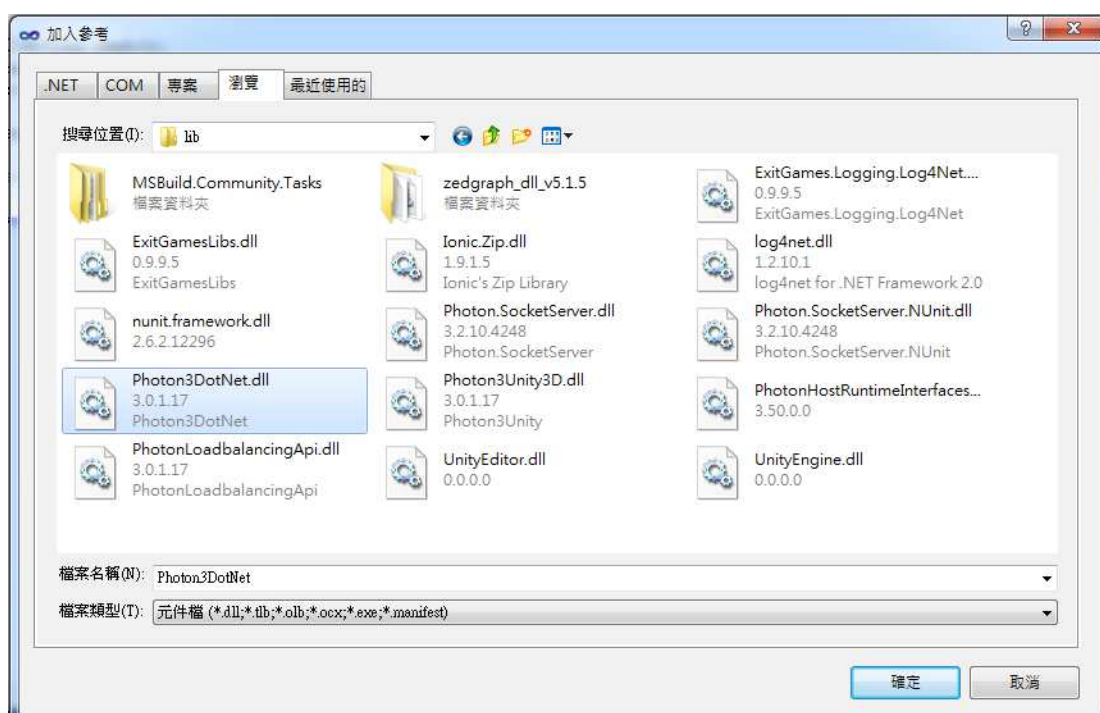 加入參考
.NET COM 專案 瀏覽 最近使用的
搜尋位置(I): lib
MSBuild.Community.Tasks
檔案資料夾
zedgraph_dll_v5.1.5
檔案資料夾
ExitGames.Logging.Log4Net....
0.9.9.5
ExitGames.Logging.Log4Net
ExitGamesLibs.dll
0.9.9.5
ExitGamesLibs
Ionic.Zip.dll
1.9.1.5
Ionic's Zip Library
log4net.dll
1.2.10.1
log4net for .NET Framework 2.0
nunit.framework.dll
2.6.2.12296
Photon.SocketServer.dll
3.2.10.4248
Photon.SocketServer
Photon.SocketServer.NUnit.dll
3.2.10.4248
Photon.SocketServer.NUnit
Photon3DotNet.dll
3.0.1.17
Photon3DotNet
Photon3Unity3D.dll
3.0.1.17
Photon3Unity
PhotonHostRuntimeInterfaces...
3.50.0.0
PhotonLoadbalancingApi.dll
3.0.1.17
PhotonLoadbalancingApi
UnityEditor.dll
0.0.0.0
UnityEngine.dll
0.0.0.0
檔案名稱(N): Photon3DotNet
檔案類型(T): 元件檔 (*.dll;*.tlb;*.olb;*.ocx;*.exe;*.manifest)
確定 取消